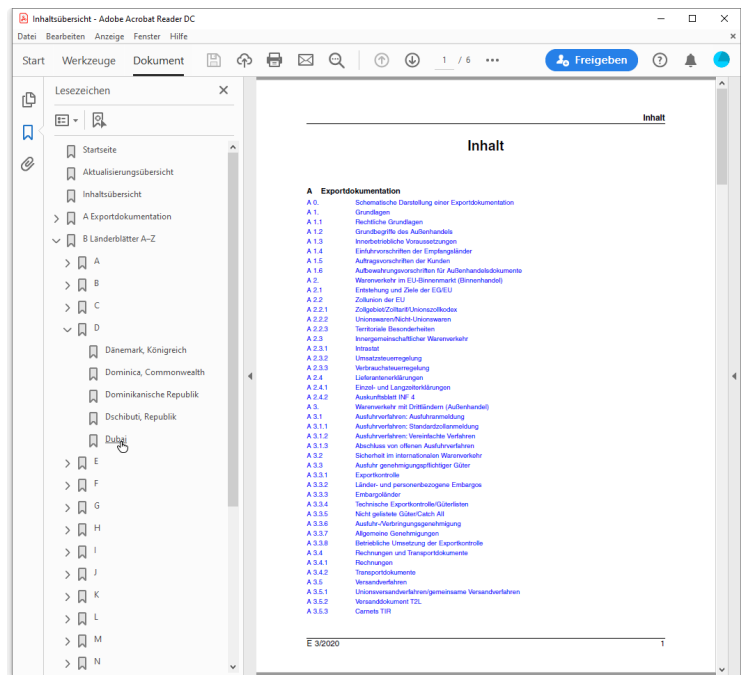 Inhaltsübersicht - Adobe Acrobat Reader DC
Datei Bearbeiten Anzeige Fenster Hilfe
Start Werkzeuge Dokument 1 / 6 Freigeben
Lesezeichen
Startseite
Aktualisierungsübersicht
Inhaltsübersicht
A Exportdokumentation
B Länderblätter A–Z
A
B
C
D
Dänemark, Königreich
Dominica, Commonwealth
Dominikanische Republik
Dschibuti, Republik
Dubai
E
F
G
H
I
J
K
L
M
N
Inhalt
Inhalt
A Exportdokumentation
A 0. Schematische Darstellung einer Exportdokumentation
A 1. Grundlagen
A 1.1 Rechtliche Grundlagen
A 1.2 Grundbegriffe des Außenhandels
A 1.3 Innerbetriebliche Voraussetzungen
A 1.4 Einfuhrvorschriften der Empfangsländer
A 1.5 Auftragsvorschriften der Kunden
A 1.6 Aufbewahrungsvorschriften für Außenhandelsdokumente
A 2. Warenverkehr im EU-Binnenmarkt (Binnenhandel)
A 2.1 Entstehung und Ziele der EG/EU
A 2.2 Zollunion der EU
A 2.2.1 Zollgebiet/Zolltarif/Unionszollkodex
A 2.2.2 Unionswaren/Nicht-Unionswaren
A 2.2.3 Territoriale Besonderheiten
A 2.3 Innergemeinschaftlicher Warenverkehr
A 2.3.1 Intrastat
A 2.3.2 Umsatzsteuerregelung
A 2.3.3 Verbrauchsteuerregelung
A 2.4 Lieferantenerklärungen
A 2.4.1 Einzel- und Langzeiterklärungen
A 2.4.2 Auskunftsblatt INF 4
A 3. Warenverkehr mit Drittländern (Außenhandel)
A 3.1 Ausfuhrverfahren: Ausfuhranmeldung
A 3.1.1 Ausfuhrverfahren: Standardzollanmeldung
A 3.1.2 Ausfuhrverfahren: Vereinfachte Verfahren
A 3.1.3 Abschluss von offenen Ausfuhrverfahren
A 3.2 Sicherheit im internationalen Warenverkehr
A 3.3 Ausfuhr genehmigungspflichtiger Güter
A 3.3.1 Exportkontrolle
A 3.3.2 Länder- und personenbezogene Embargos
A 3.3.3 Embargoländer
A 3.3.4 Technische Exportkontrolle/Güterlisten
A 3.3.5 Nicht gelistete Güter/Catch All
A 3.3.6 Ausfuhr-/Verbringungsgenehmigung
A 3.3.7 Allgemeine Genehmigungen
A 3.3.8 Betriebliche Umsetzung der Exportkontrolle
A 3.4 Rechnungen und Transportdokumente
A 3.4.1 Rechnungen
A 3.4.2 Transportdokumente
A 3.5 Versandverfahren
A 3.5.1 Unionsversandverfahren/gemeinsame Versandverfahren
A 3.5.2 Versanddokument T2L
A 3.5.3 Carnets TIR
E 3/2020 1